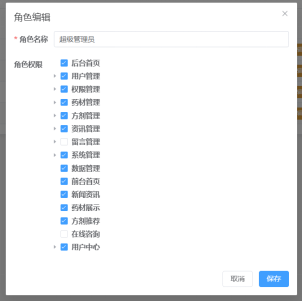 角色编辑
* 角色名称 超级管理员
角色权限
后台首页
用户管理
权限管理
药材管理
方剂管理
资讯管理
留言管理
系统管理
数据管理
前台首页
新闻资讯
药材展示
方剂推荐
在线咨询
用户中心
取消 保存